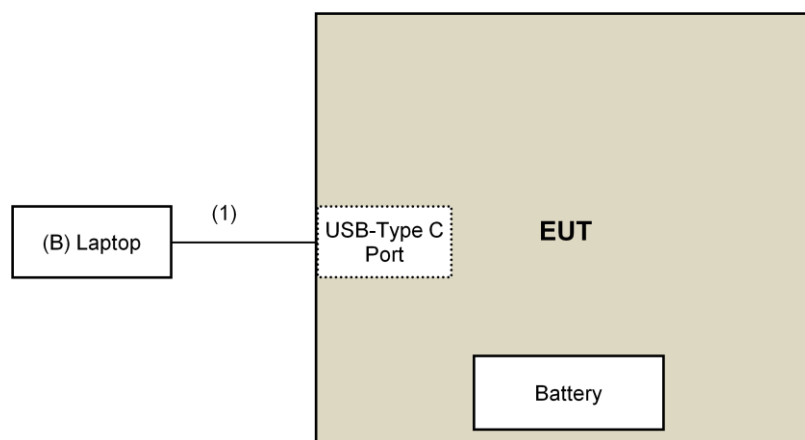 (1)
(B) Laptop
USB-Type C
Port
EUT
Battery